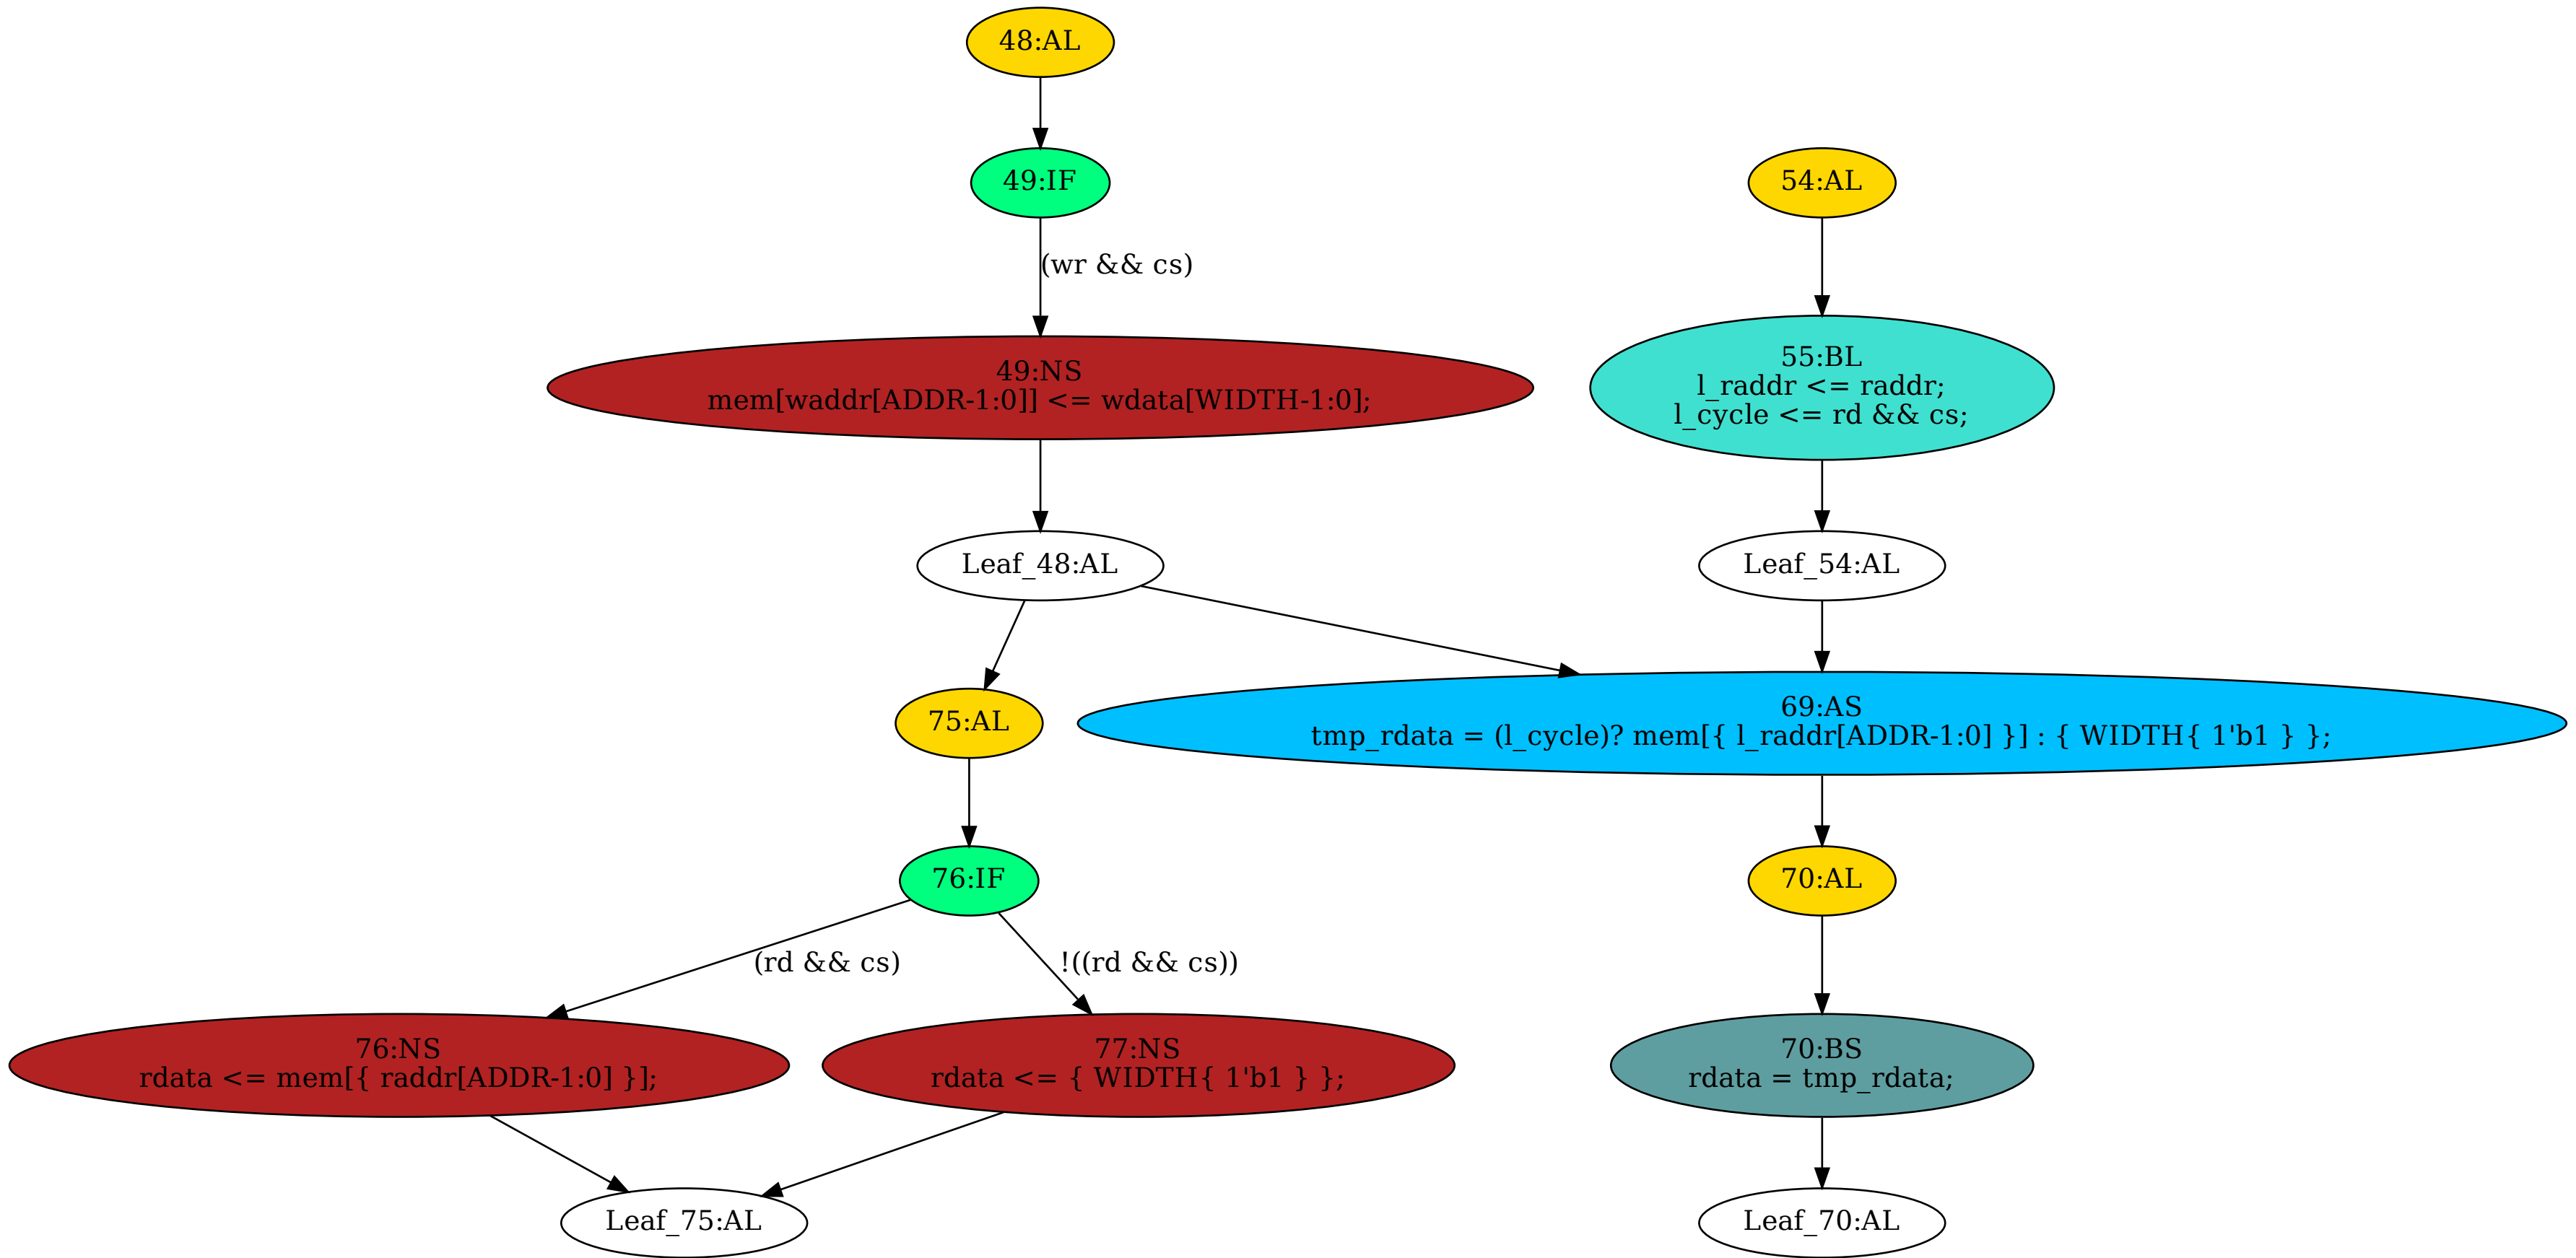 48:AL
49:IF
54:AL
(wr && cs)
49:NS
mem[waddr[ADDR-1:0]] <= wdata[WIDTH-1:0];
55:BL
l_raddr <= raddr;
l_cycle <= rd && cs;
Leaf_48:AL
Leaf_54:AL
75:AL
69:AS
tmp_rdata = (l_cycle)? mem[{ l_raddr[ADDR-1:0] }] : { WIDTH{ 1'b1 } };
76:IF
70:AL
(rd && cs)
!((rd && cs))
76:NS
rdata <= mem[{ raddr[ADDR-1:0] }];
77:NS
rdata <= { WIDTH{ 1'b1 } };
70:BS
rdata = tmp_rdata;
Leaf_75:AL
Leaf_70:AL